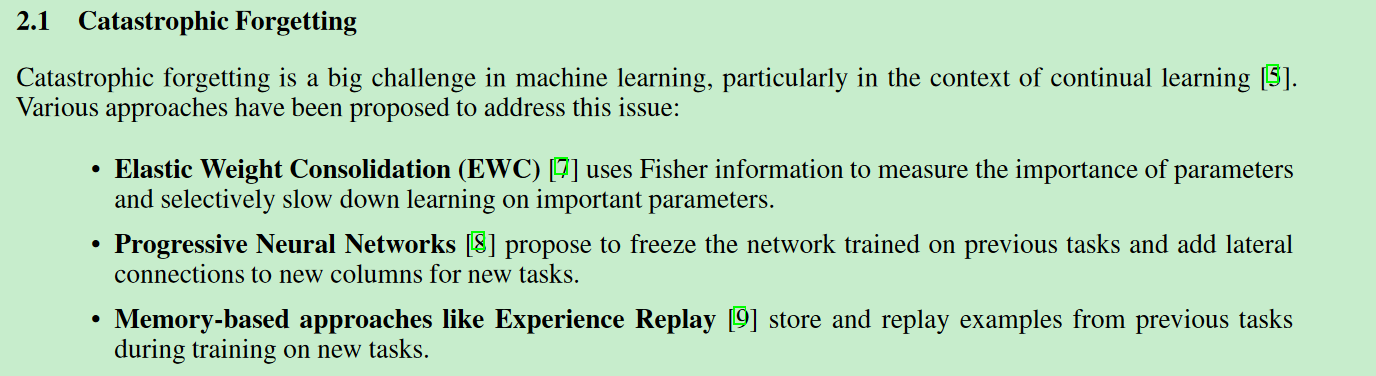 2.1 Catastrophic Forgetting
Catastrophic forgetting is a big challenge in machine learning, particularly in the context of continual learning [5].
Various approaches have been proposed to address this issue:
• Elastic Weight Consolidation (EWC) [7] uses Fisher information to measure the importance of parameters
and selectively slow down learning on important parameters.
• Progressive Neural Networks [8] propose to freeze the network trained on previous tasks and add lateral
connections to new columns for new tasks.
• Memory-based approaches like Experience Replay [9] store and replay examples from previous tasks
during training on new tasks.